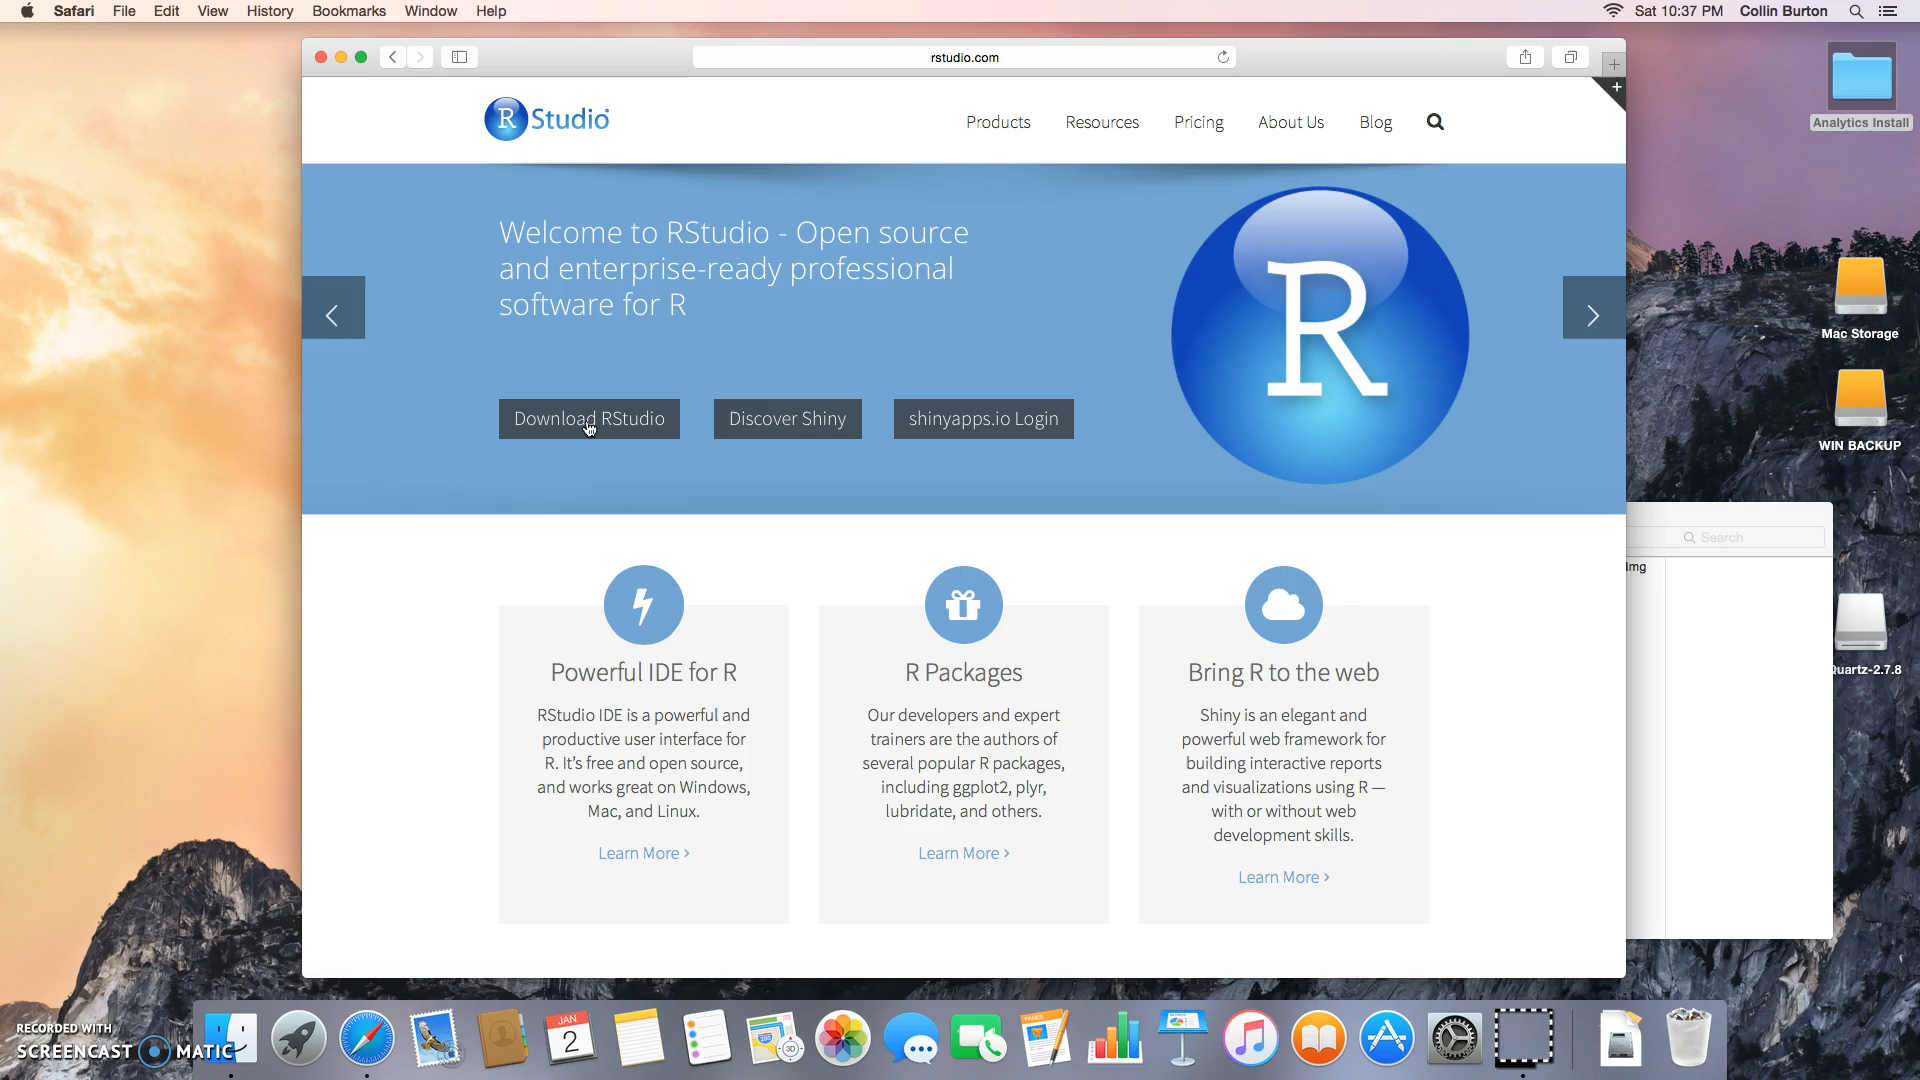 Safari File Edit View History Bookmarks Window Help
Sat 10:37 PM Collin Burton
rstudio.com
Analytics Install
R Studio
Products Resources Pricing About Us Blog
Welcome to RStudio - Open source
and enterprise-ready professional
software for R
R
Download RStudio Discover Shiny shinyapps.io Login
Mac Storage
WIN BACKUP
Search
Quartz-2.7.8
Powerful IDE for R
RStudio IDE is a powerful and
productive user interface for
R. It's free and open source,
and works great on Windows,
Mac, and Linux.
Learn More ›
R Packages
Our developers and expert
trainers are the authors of
several popular R packages,
including ggplot2, plyr,
lubridate, and others.
Learn More ›
Bring R to the web
Shiny is an elegant and
powerful web framework for
building interactive reports
and visualizations using R —
with or without web
development skills.
Learn More ›
RECORDED WITH
SCREENCAST MATIC
JAN
2
PAGES
280
3D